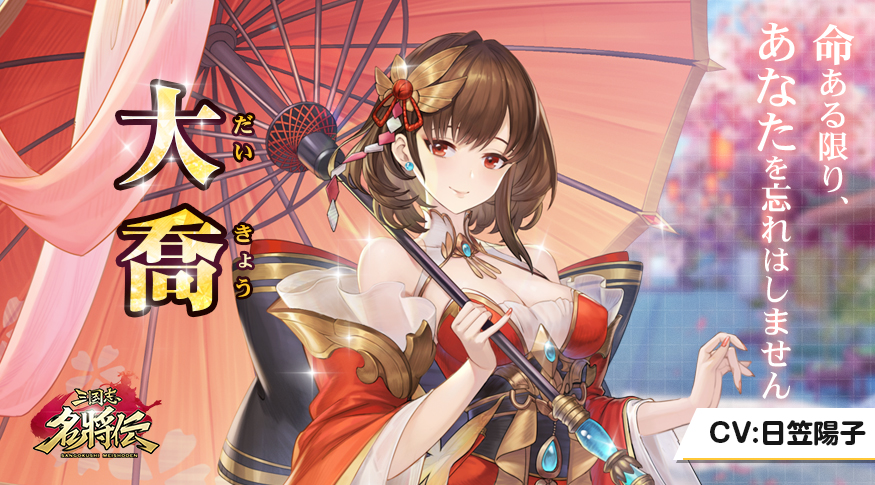 大喬
だいきょう
命ある限り、
あなたを忘れはしません
三国志
名将伝
SANGOKUSHI MEISHODEN
CV:日笠陽子